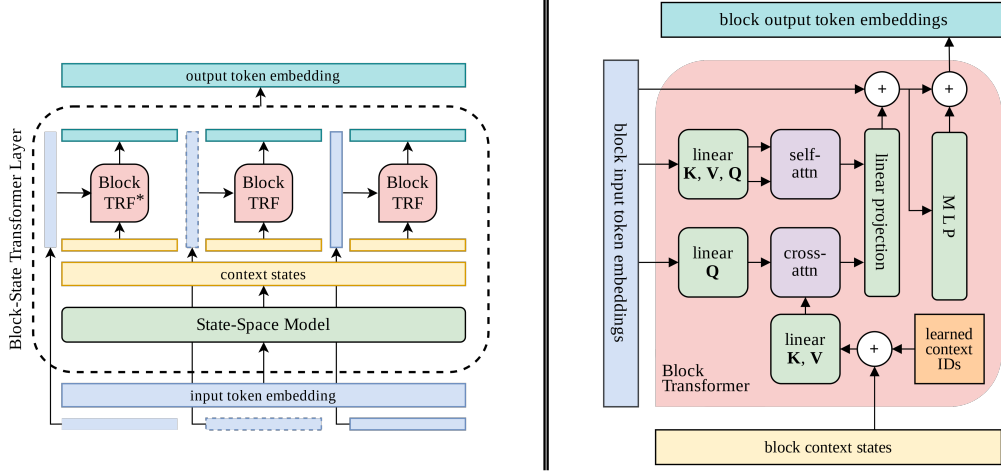 output token embedding
Block-State Transformer Layer
Block
TRF*
Block
TRF
Block
TRF
context states
State-Space Model
input token embedding
block output token embeddings
block input token embeddings
+
+
linear
K, V, Q
self-
attn
linear projection
MLP
linear
Q
cross-
attn
linear
K, V
+
learned
context
IDs
Block
Transformer
block context states